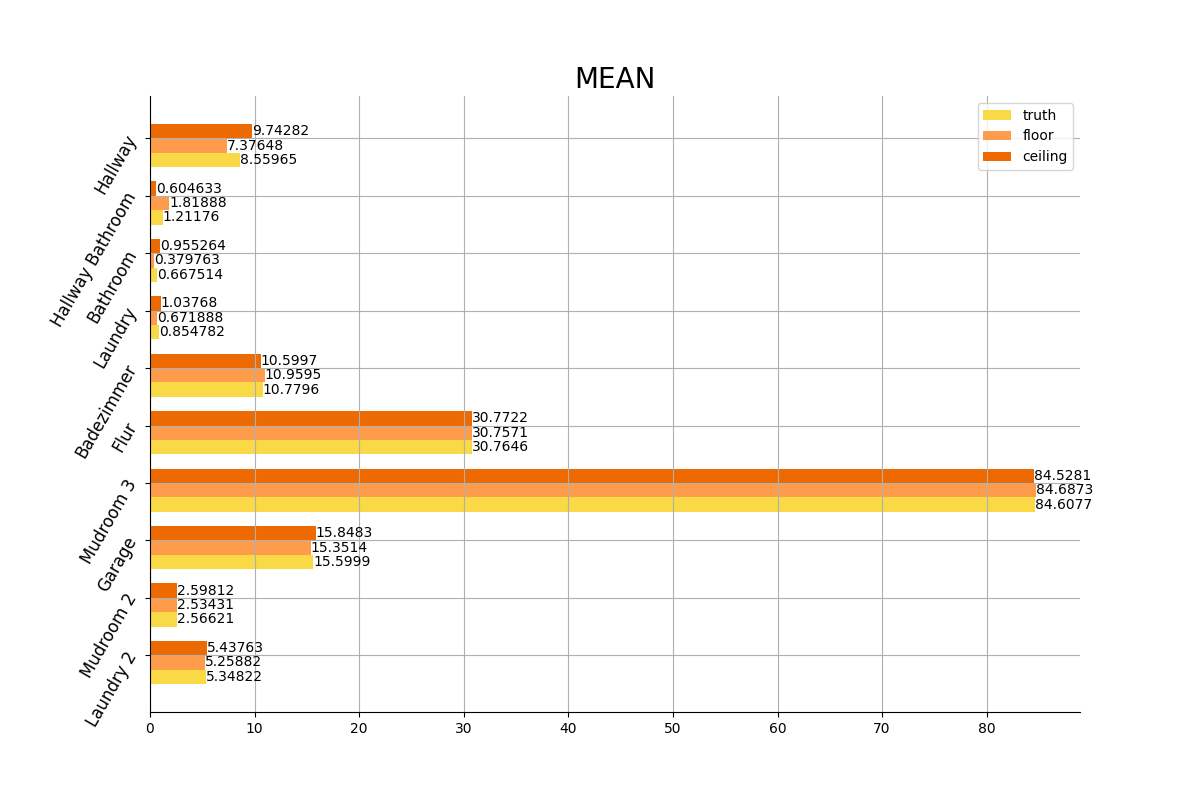 MEAN
truth
floor
ceiling
Hallway
9.74282
7.37648
8.55965
Hallway Bathroom
0.604633
1.81888
1.21176
Bathroom
0.955264
0.379763
0.667514
Laundry
1.03768
0.671888
0.854782
Badezimmer
10.5997
10.9595
10.7796
Flur
30.7722
30.7571
30.7646
Mudroom 3
84.5281
84.6873
84.6077
Garage
15.8483
15.3514
15.5999
Mudroom 2
2.59812
2.53431
2.56621
Laundry 2
5.43763
5.25882
5.34822
0 10 20 30 40 50 60 70 80